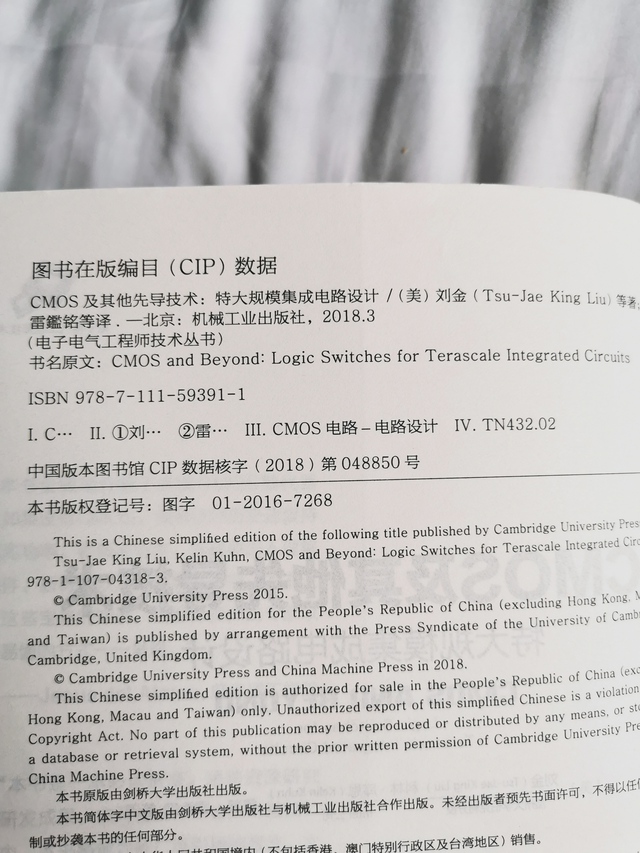 图书在版编目（CIP）数据
CMOS 及其他先导技术：特大规模集成电路设计 /（美）刘金（Tsu-Jae King Liu）等著；
雷鑑铭等译 . —北京：机械工业出版社，2018.3
（电子电气工程师技术丛书）
书名原文：CMOS and Beyond: Logic Switches for Terascale Integrated Circuits
ISBN 978-7-111-59391-1
I. C… II. ①刘… ②雷… III. CMOS 电路－电路设计 IV. TN432.02
中国版本图书馆 CIP 数据核字（2018）第 048850 号
本书版权登记号：图字 01-2016-7268
This is a Chinese simplified edition of the following title published by Cambridge University
Tsu-Jae King Liu, Kelin Kuhn, CMOS and Beyond: Logic Switches for Terascale Integrated
978-1-107-04318-3.
© Cambridge University Press 2015.
This Chinese simplified edition for the People's Republic of China (excluding Hong Kong,
and Taiwan) is published by arrangement with the Press Syndicate of the University of
Cambridge, United Kingdom.
© Cambridge University Press and China Machine Press in 2018.
This Chinese simplified edition is authorized for sale in the People's Republic of China
Hong Kong, Macau and Taiwan) only. Unauthorized export of this simplified Chinese is a violation
Copyright Act. No part of this publication may be reproduced or distributed by any means, or
a database or retrieval system, without the prior written permission of Cambridge University
China Machine Press.
本书原版由剑桥大学出版社出版。
本书简体字中文版由剑桥大学出版社与机械工业出版社合作出版。未经出版者预先书面许可，不得以任何
制或抄袭本书的任何部分。
（不包括香港、澳门特别行政区及台湾地区）销售。